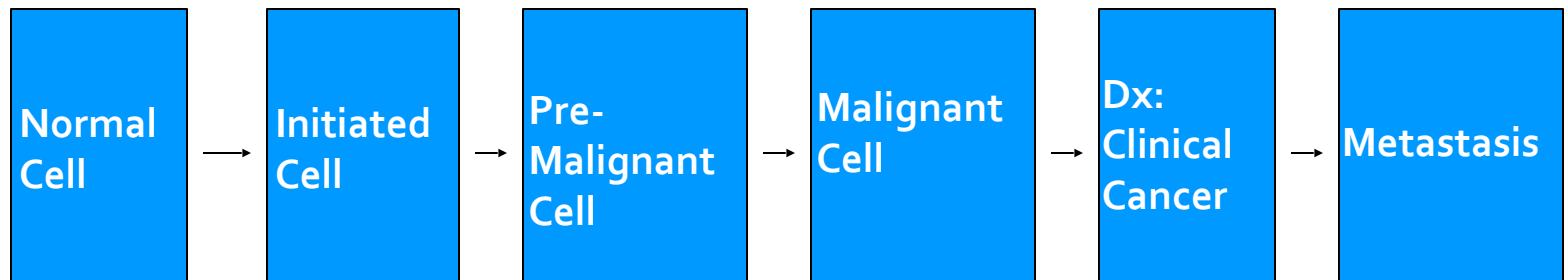 Normal
Cell
Initiated
Cell
Pre-
Malignant
Cell
Malignant
Cell
Dx:
Clinical
Cancer
Metastasis